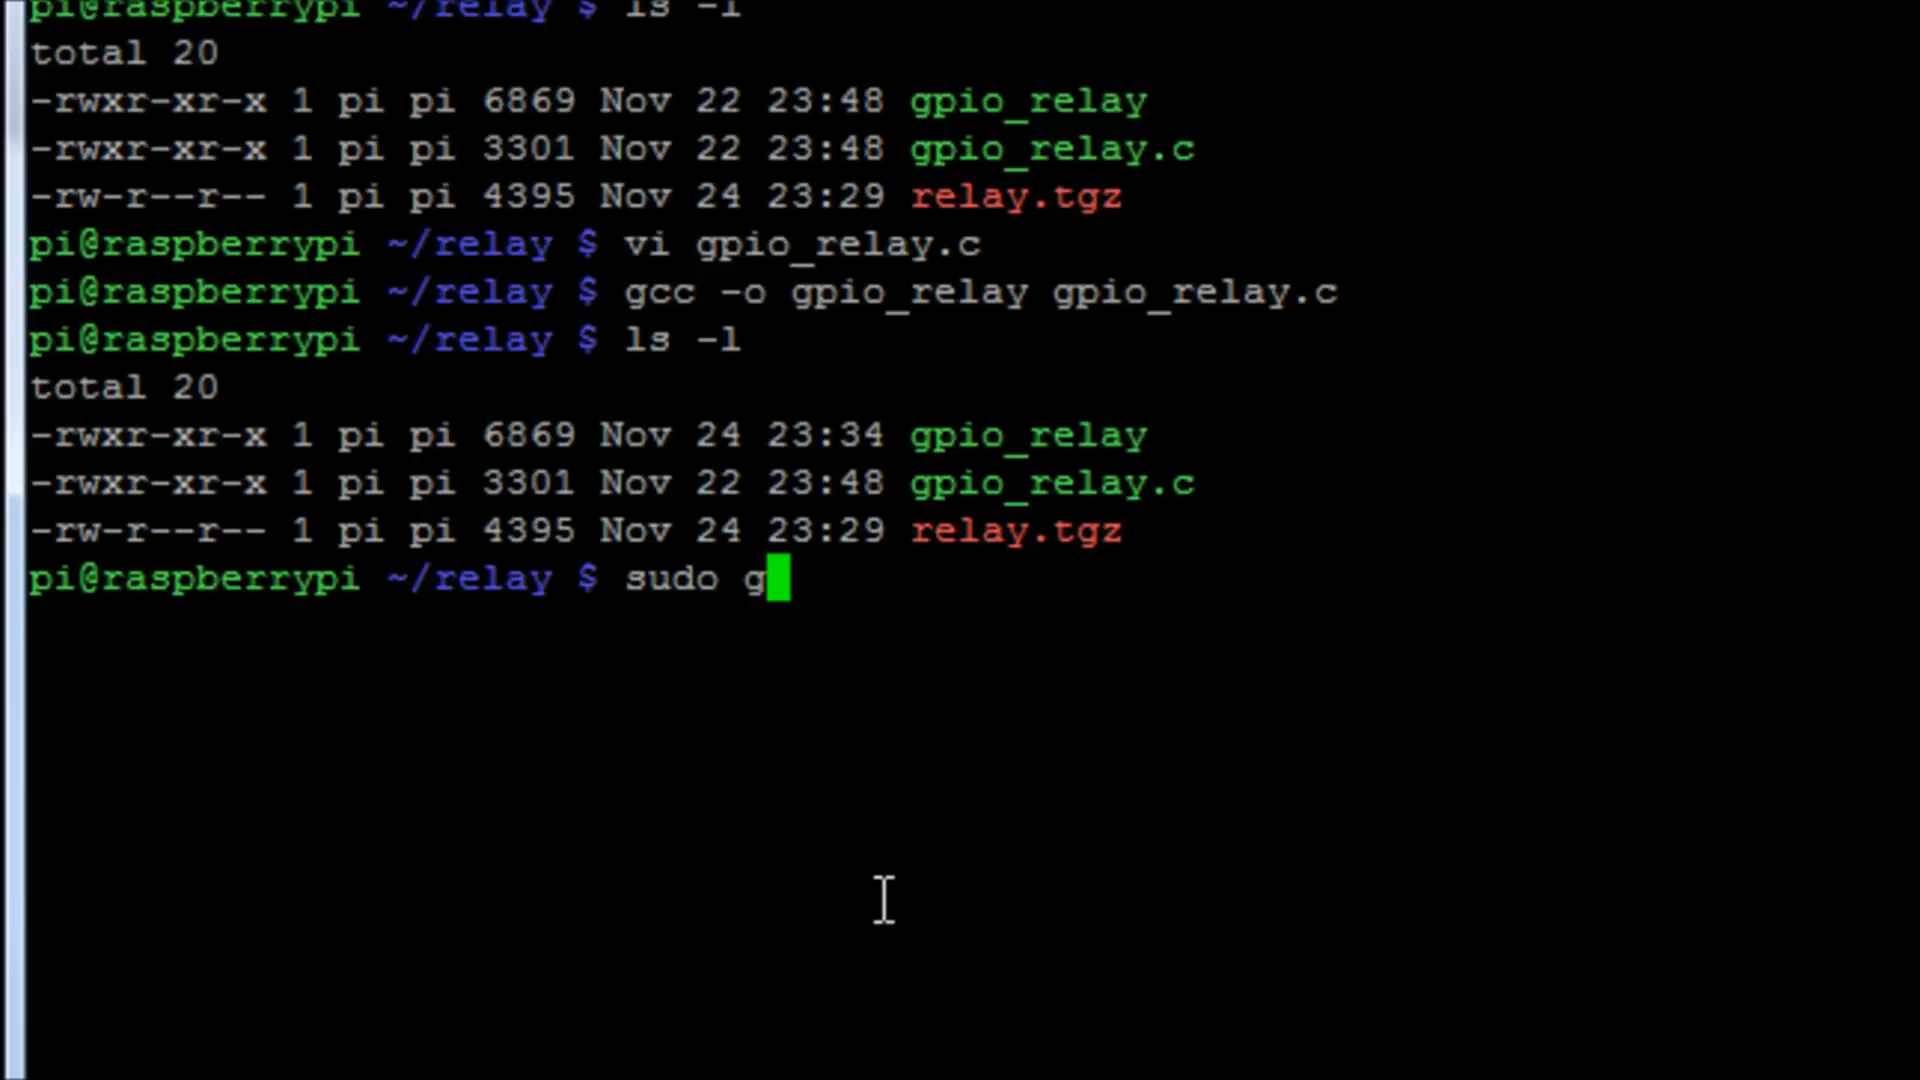 pi@raspberrypi ~/relay $ ls -l
total 20
-rwxr-xr-x 1 pi pi 6869 Nov 22 23:48 gpio_relay
-rwxr-xr-x 1 pi pi 3301 Nov 22 23:48 gpio_relay.c
-rw-r--r-- 1 pi pi 4395 Nov 24 23:29 relay.tgz
pi@raspberrypi ~/relay $ vi gpio_relay.c
pi@raspberrypi ~/relay $ gcc -o gpio_relay gpio_relay.c
pi@raspberrypi ~/relay $ ls -l
total 20
-rwxr-xr-x 1 pi pi 6869 Nov 24 23:34 gpio_relay
-rwxr-xr-x 1 pi pi 3301 Nov 22 23:48 gpio_relay.c
-rw-r--r-- 1 pi pi 4395 Nov 24 23:29 relay.tgz
pi@raspberrypi ~/relay $ sudo g